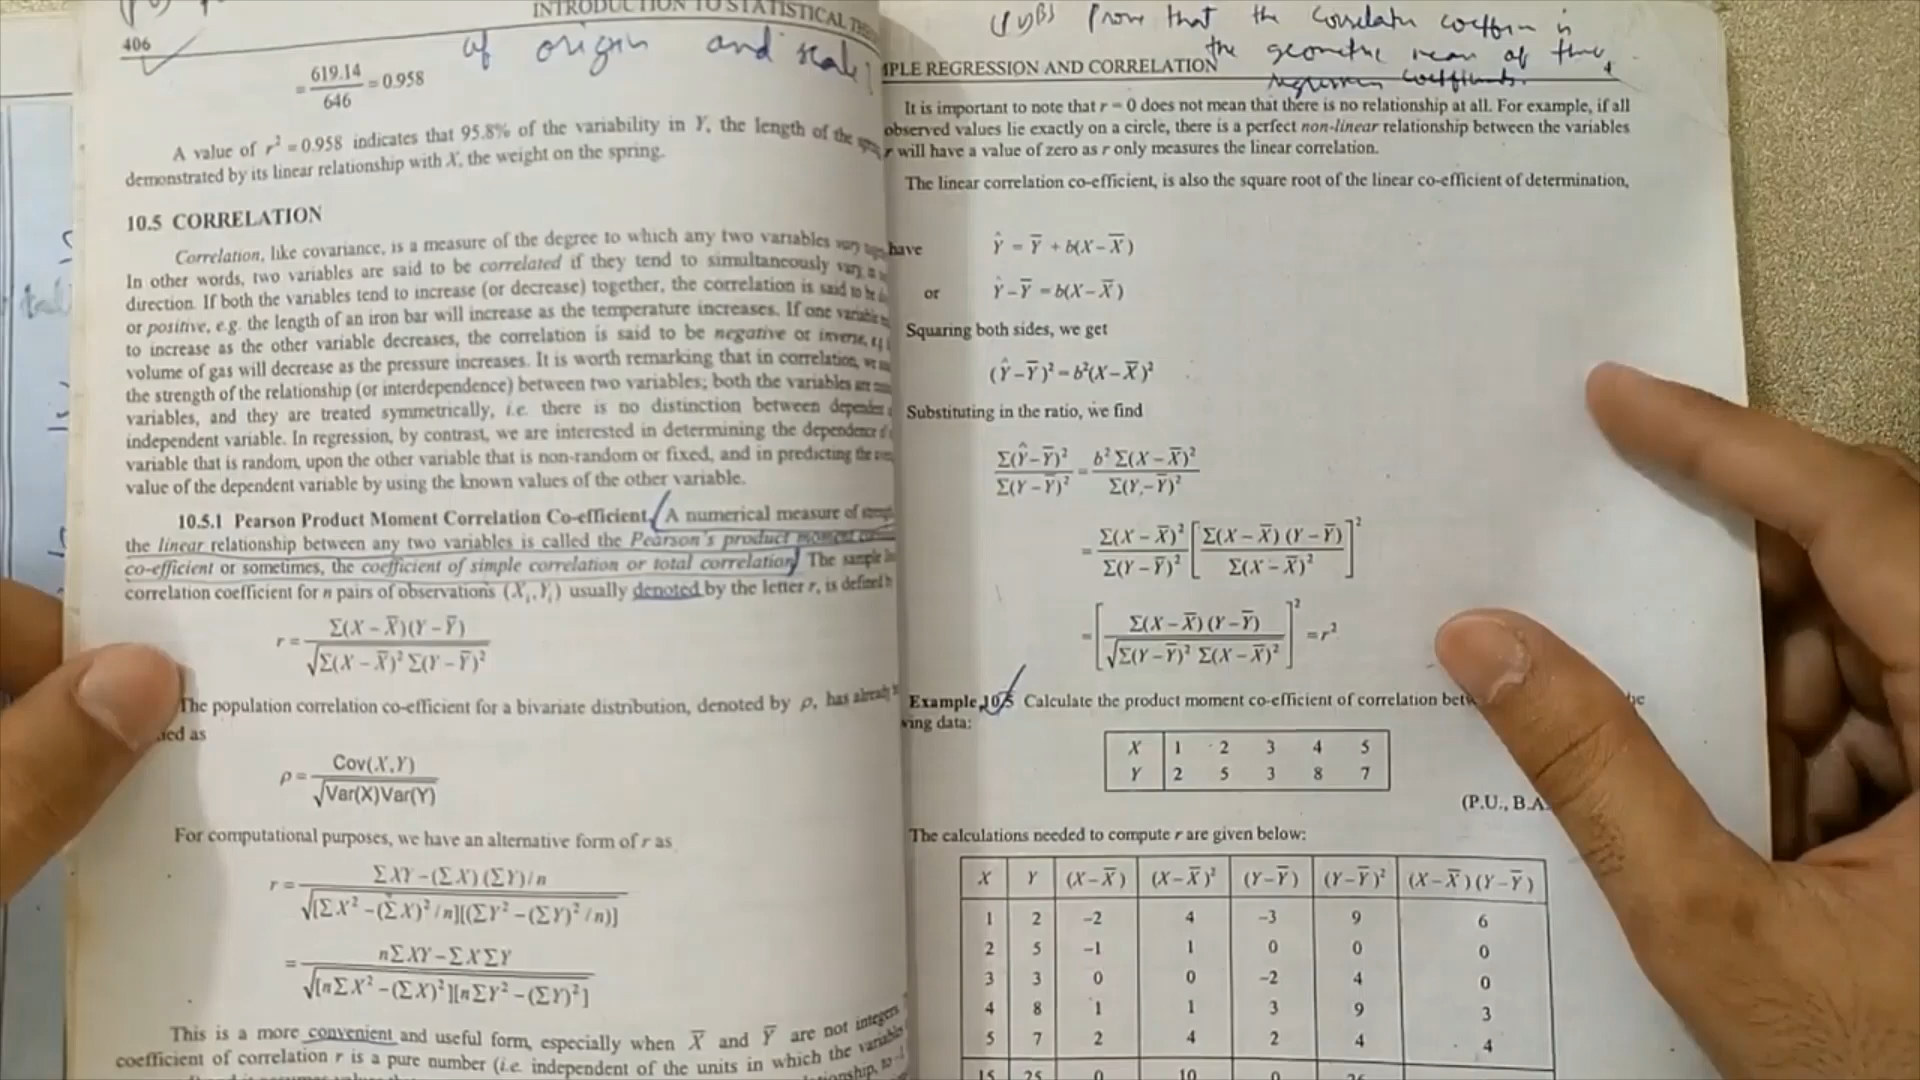 406
INTRODUCTION TO STATISTICAL
of origin and scale
= 619.14 / 646 = 0.958
A value of r² = 0.958 indicates that 95.8% of the variability in Y, the length of the
demonstrated by its linear relationship with X, the weight on the spring.
10.5 CORRELATION
Correlation, like covariance, is a measure of the degree to which any two variables vary
In other words, two variables are said to be correlated if they tend to simultaneously vary
direction. If both the variables tend to increase (or decrease) together, the correlation is said to be
or positive, e.g. the length of an iron bar will increase as the temperature increases. If one variable
to increase as the other variable decreases, the correlation is said to be negative or inverse,
volume of gas will decrease as the pressure increases. It is worth remarking that in correlation, we
the strength of the relationship (or interdependence) between two variables; both the variables are
variables, and they are treated symmetrically, i.e. there is no distinction between
independent variable. In regression, by contrast, we are interested in determining the dependence
variable that is random, upon the other variable that is non-random or fixed, and in predicting the
value of the dependent variable by using the known values of the other variable.
10.5.1 Pearson Product Moment Correlation Co-efficient. A numerical measure of
the linear relationship between any two variables is called the Pearson's product moment
co-efficient or sometimes, the coefficient of simple correlation or total correlation. The sample
correlation coefficient for n pairs of observations (Xᵢ, Yᵢ) usually denoted by the letter r, is defined
r = Σ(X − X̄)(Y − Ȳ) / √Σ(X − X̄)² Σ(Y − Ȳ)²
The population correlation co-efficient for a bivariate distribution, denoted by ρ, has already
as
ρ = Cov(X,Y) / √Var(X)Var(Y)
For computational purposes, we have an alternative form of r as
r = ΣXY − (ΣX)(ΣY)/n / √[ΣX² − (ΣX)²/n][(ΣY² − (ΣY)²/n)]
= nΣXY − ΣXΣY / √[nΣX² − (ΣX)²][nΣY² − (ΣY)²]
This is a more convenient and useful form, especially when X̄ and Ȳ are not integers.
coefficient of correlation r is a pure number (i.e. independent of the units in which the variables
Prove that the is
the geometric mean of
IMPLE REGRESSION AND CORRELATION
It is important to note that r = 0 does not mean that there is no relationship at all. For example, if all
observed values lie exactly on a circle, there is a perfect non-linear relationship between the variables
r will have a value of zero as r only measures the linear correlation.
The linear correlation co-efficient, is also the square root of the linear co-efficient of determination,
have Ŷ = Ȳ + b(X − X̄)
or Ŷ − Ȳ = b(X − X̄)
Squaring both sides, we get
(Ŷ − Ȳ)² = b²(X − X̄)²
Substituting in the ratio, we find
Σ(Ŷ − Ȳ)² / Σ(Y − Ȳ)² = b² Σ(X − X̄)² / Σ(Y − Ȳ)²
= Σ(X − X̄)² / Σ(Y − Ȳ)² [Σ(X − X̄)(Y − Ȳ) / Σ(X − X̄)²]²
= [Σ(X − X̄)(Y − Ȳ) / √Σ(Y − Ȳ)² Σ(X − X̄)²]² = r²
Example 10.5 Calculate the product moment co-efficient of correlation
wing data:
X 1 2 3 4 5
Y 2 5 3 8 7
(P.U., B.A.
The calculations needed to compute r are given below:
X Y (X − X̄) (X − X̄)² (Y − Ȳ) (Y − Ȳ)² (X − X̄)(Y − Ȳ)
1 2 −2 4 −3 9 6
2 5 −1 1 0 0 0
3 3 0 0 −2 4 0
4 8 1 1 3 9 3
5 7 2 4 2 4 4
15 25 0 10 0 26